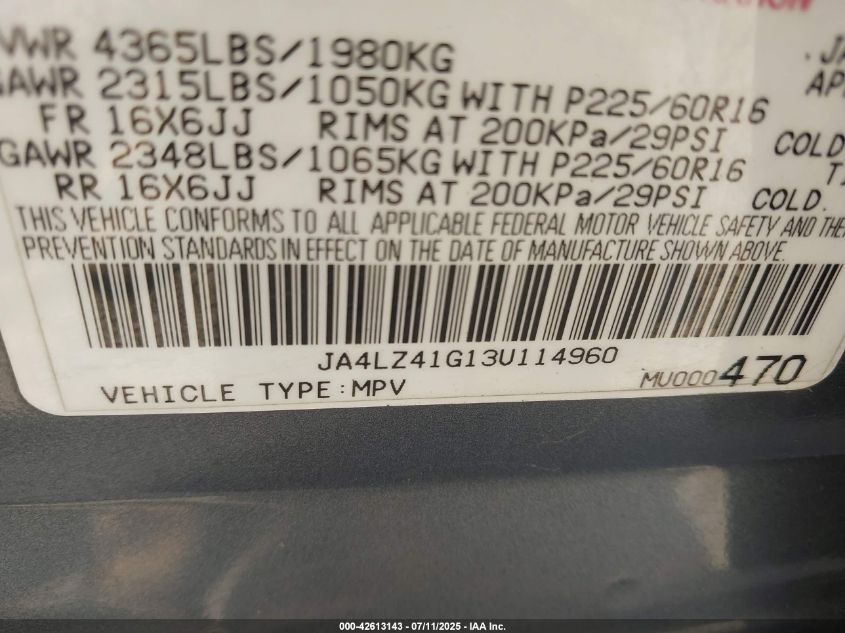 VWR 4365LBS/1980KG
GAWR 2315LBS/1050KG WITH P225/60R16
FR 16X6JJ RIMS AT 200KPa/29PSI COLD
GAWR 2348LBS/1065KG WITH P225/60R16
RR 16X6JJ RIMS AT 200KPa/29PSI COLD.
THIS VEHICLE CONFORMS TO ALL APPLICABLE FEDERAL MOTOR VEHICLE SAFETY AND THE
PREVENTION STANDARDS IN EFFECT ON THE DATE OF MANUFACTURE SHOWN ABOVE.
JA4LZ41G13U114960
VEHICLE TYPE:MPV MU000470
000-42613143 - 07/11/2025 - IAA Inc.